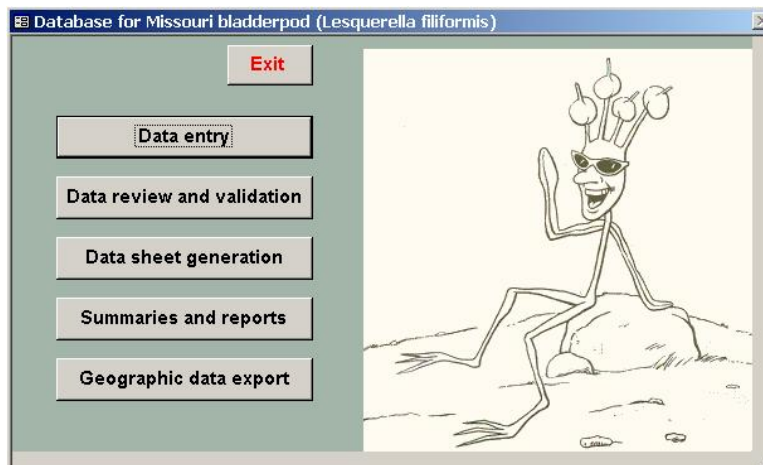 Database for Missouri bladderpod (Lesquerella filiformis)
Exit
Data entry
Data review and validation
Data sheet generation
Summaries and reports
Geographic data export